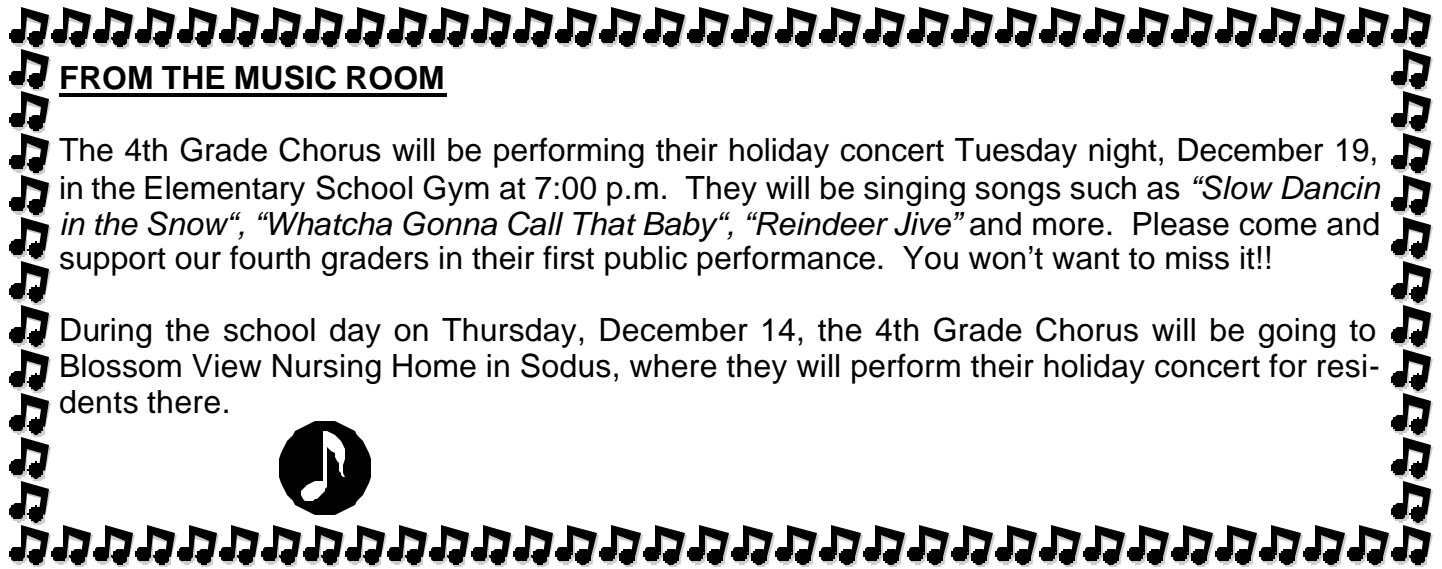 FROM THE MUSIC ROOM
The 4th Grade Chorus will be performing their holiday concert Tuesday night, December 19,
in the Elementary School Gym at 7:00 p.m.  They will be singing songs such as “Slow Dancin
in the Snow“, “Whatcha Gonna Call That Baby“, “Reindeer Jive” and more.  Please come and
support our fourth graders in their first public performance.  You won’t want to miss it!!
During the school day on Thursday, December 14, the 4th Grade Chorus will be going to
Blossom View Nursing Home in Sodus, where they will perform their holiday concert for resi-
dents there.